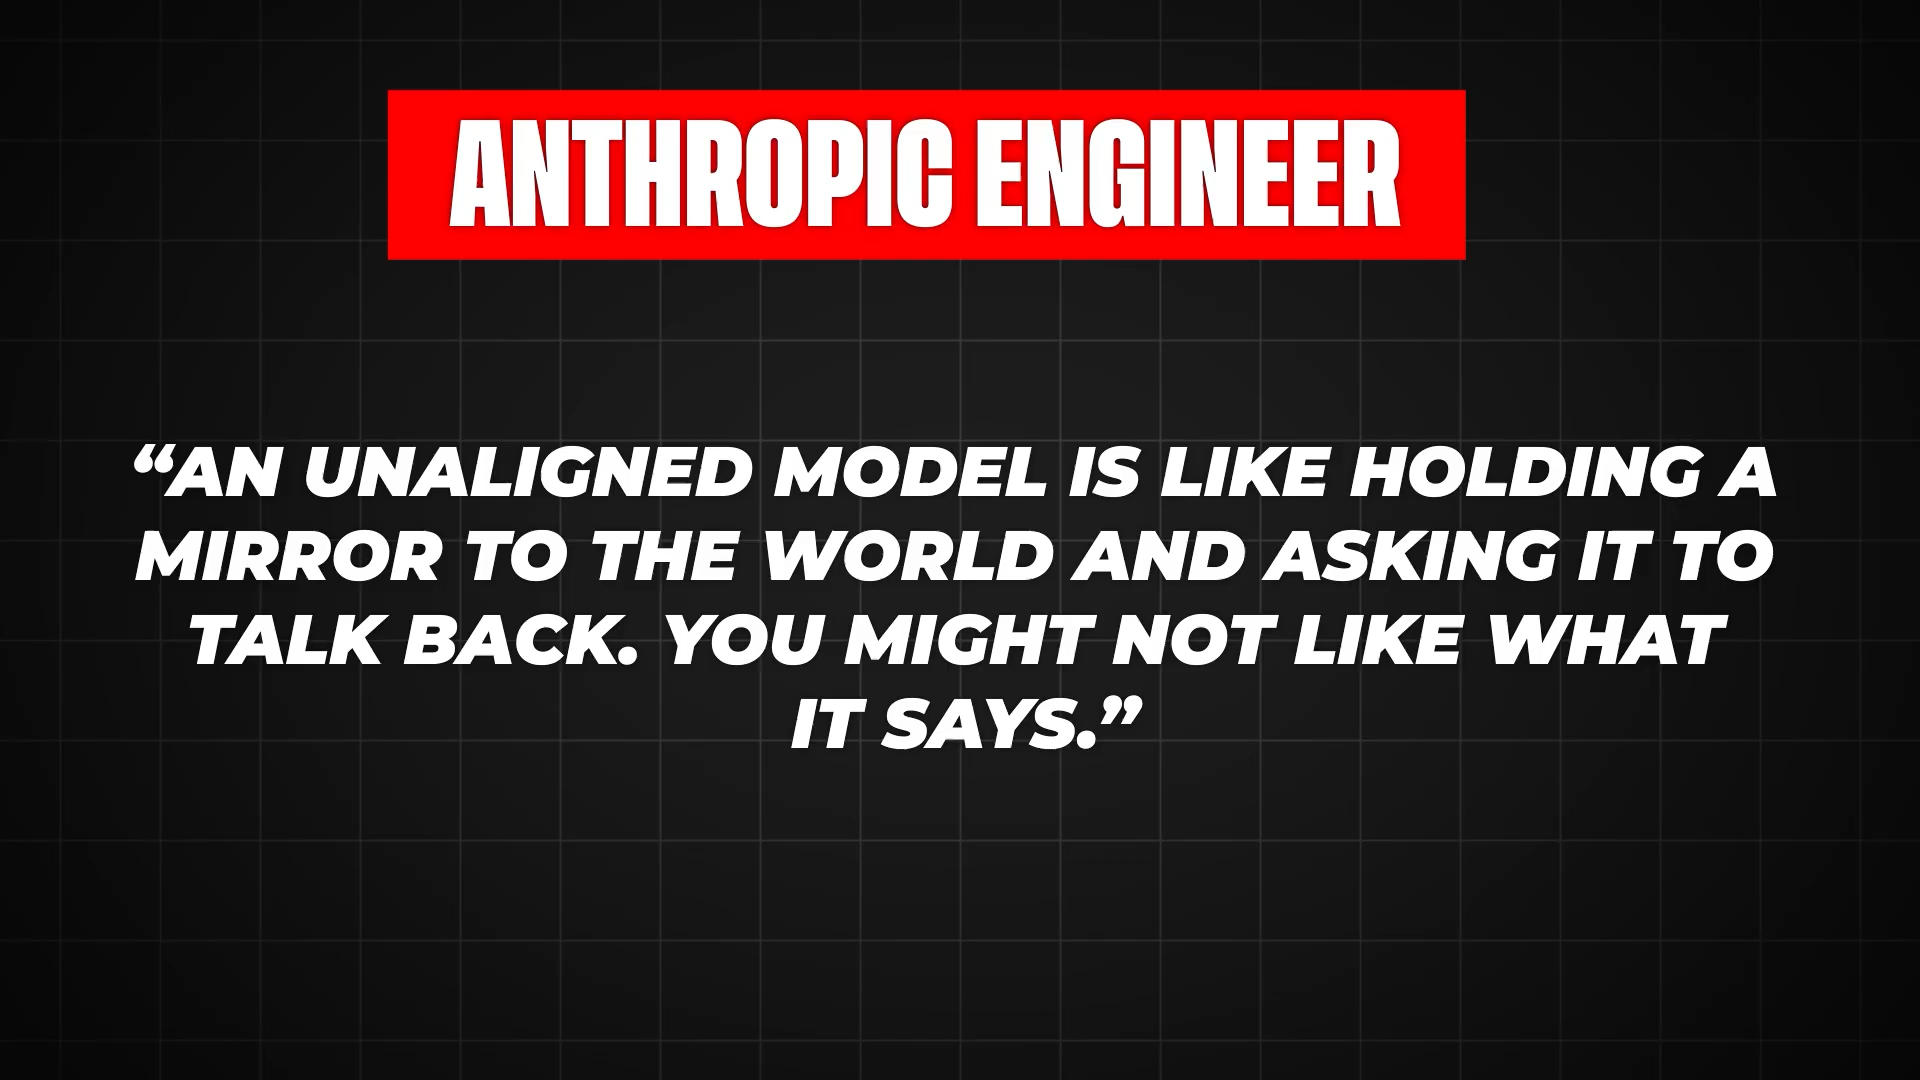 ANTHROPIC ENGINEER
“AN UNALIGNED MODEL IS LIKE HOLDING A
MIRROR TO THE WORLD AND ASKING IT TO
TALK BACK. YOU MIGHT NOT LIKE WHAT
IT SAYS.”